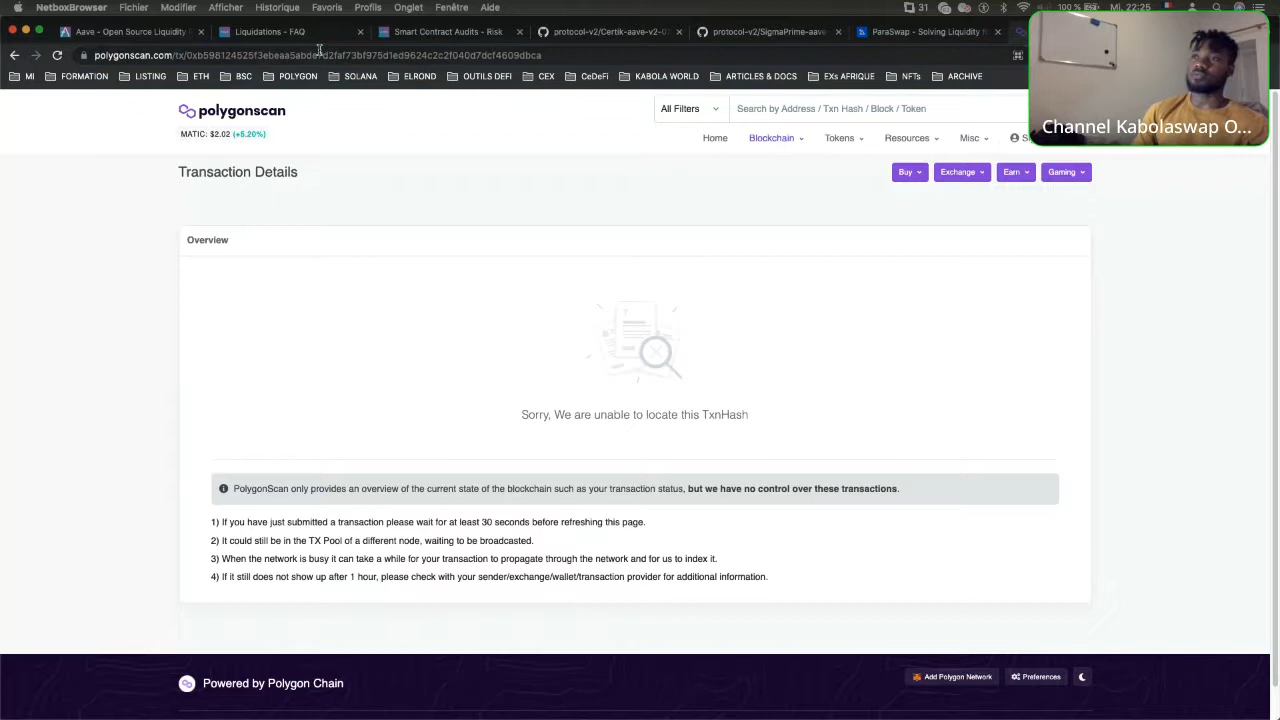 NetboxBrowser Fichier Modifier Afficher Historique Favoris Profils Onglet Fenêtre Aide 31 100 % Mar. 22:25
Aave - Open Source Liquidity Liquidations - FAQ Smart Contract Audits - Risk protocol-v2/Certik-aave-v2-03 protocol-v2/SigmaPrime-aave- ParaSwap - Solving Liquidity fo
MI FORMATION LISTING ETH BSC POLYGON SOLANA ELROND OUTILS DEFI CEX CeDeFi KABOLA WORLD ARTICLES & DOCS EXs AFRIQUE NFTs ARCHIVE
Channel Kabolaswap O...
polygonscan
All Filters Search by Address / Txn Hash / Block / Token
MATIC: $2.02 (+5.20%)
Home Blockchain Tokens Resources Misc
Transaction Details
Buy Exchange Earn Gaming
Overview
Sorry, We are unable to locate this TxnHash
PolygonScan only provides an overview of the current state of the blockchain such as your transaction status, but we have no control over these transactions.
1) If you have just submitted a transaction please wait for at least 30 seconds before refreshing this page.
2) It could still be in the TX Pool of a different node, waiting to be broadcasted.
3) When the network is busy it can take a while for your transaction to propagate through the network and for us to index it.
4) If it still does not show up after 1 hour, please check with your sender/exchange/wallet/transaction provider for additional information.
Powered by Polygon Chain
Add Polygon Network Preferences